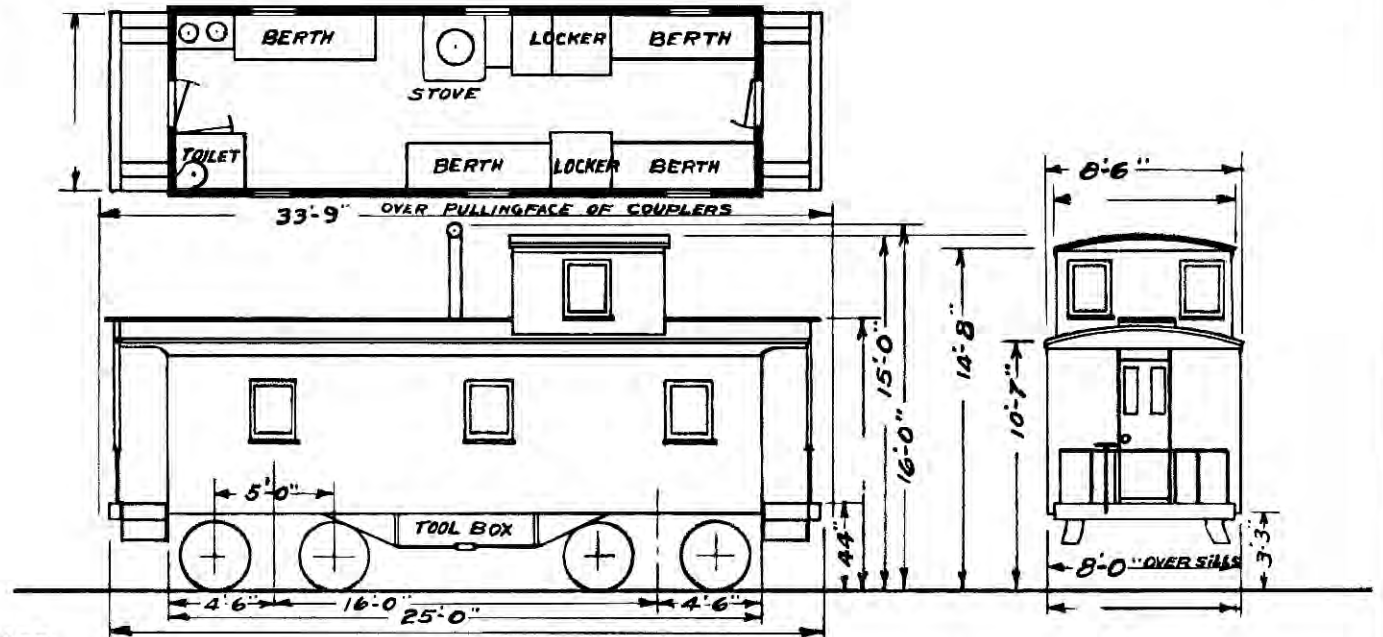 BERTH
LOCKER
BERTH
STOVE
TOILET
BERTH
LOCKER
BERTH
33'-9" OVER PULLINGFACE OF COUPLERS
8'-6"
15'-0"
16'-0"
14'-8"
10'-7"
5'-0"
TOOL BOX
44"
3'-3"
8'-0" OVER SILLS
4'-6"
16'-0"
4'-6"
25'-0"